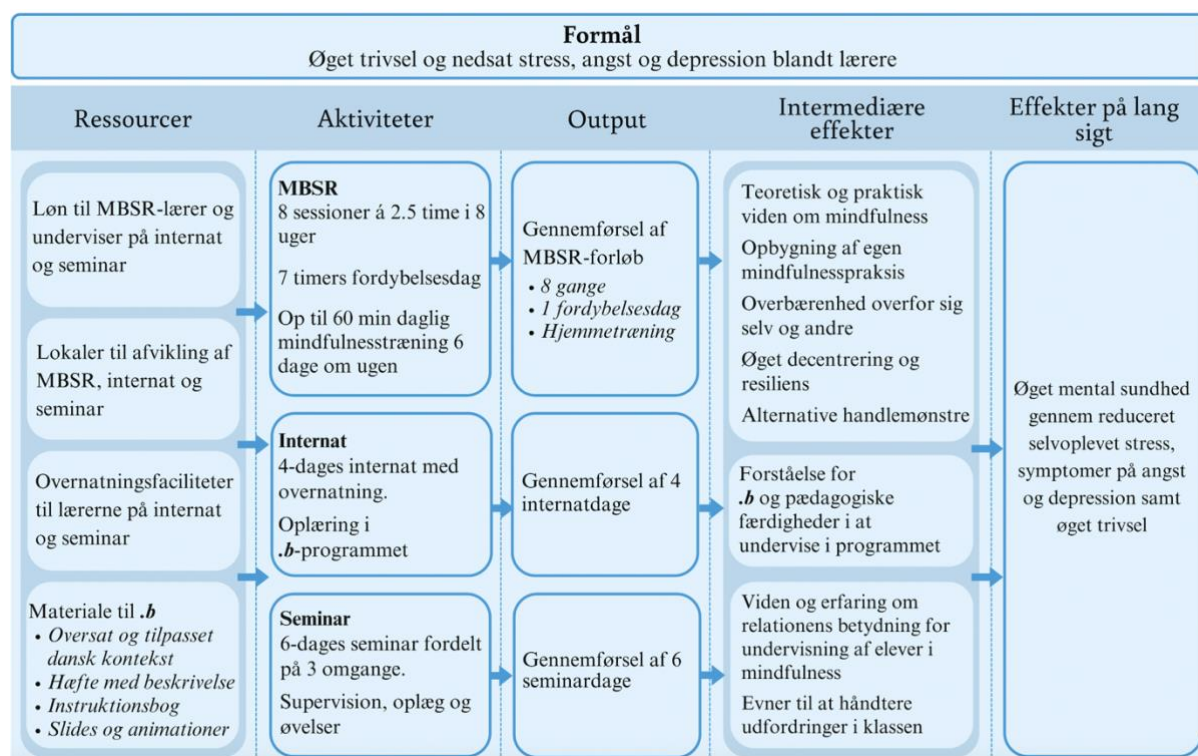 Formål
Øget trivsel og nedsat stress, angst og depression blandt lærere
Ressourcer
Aktiviteter
Output
Intermediære
effekter
Effekter på lang
sigt
Løn til MBSR-lærer og
underviser på internat
og seminar
Lokaler til afvikling af
MBSR, internat og
seminar
Overnatningsfaciliteter
til lærerne på internat
og seminar
Materiale til .b
• Oversat og tilpasset
dansk kontekst
• Hæfte med beskrivelse
• Instruktionsbog
• Slides og animationer
MBSR
8 sessioner á 2.5 time i 8
uger
7 timers fordybelsesdag
Op til 60 min daglig
mindfulnesstræning 6
dage om ugen
Internat
4-dages internat med
overnatning.
Oplæring i
.b-programmet
Seminar
6-dages seminar fordelt
på 3 omgange.
Supervision, oplæg og
øvelser
Gennemførsel af
MBSR-forløb
• 8 gange
• 1 fordybelsesdag
• Hjemmetræning
Gennemførsel af 4
internatdage
Gennemførsel af 6
seminardage
Teoretisk og praktisk
viden om mindfulness
Opbygning af egen
mindfulnesspraksis
Overbærenhed overfor sig
selv og andre
Øget decentrering og
resiliens
Alternative handlemønstre
Forståelse for
.b og pædagogiske
færdigheder i at
undervise i programmet
Viden og erfaring om
relationens betydning for
undervisning af elever i
mindfulness
Evner til at håndtere
udfordringer i klassen
Øget mental sundhed
gennem reduceret
selvoplevet stress,
symptomer på angst
og depression samt
øget trivsel